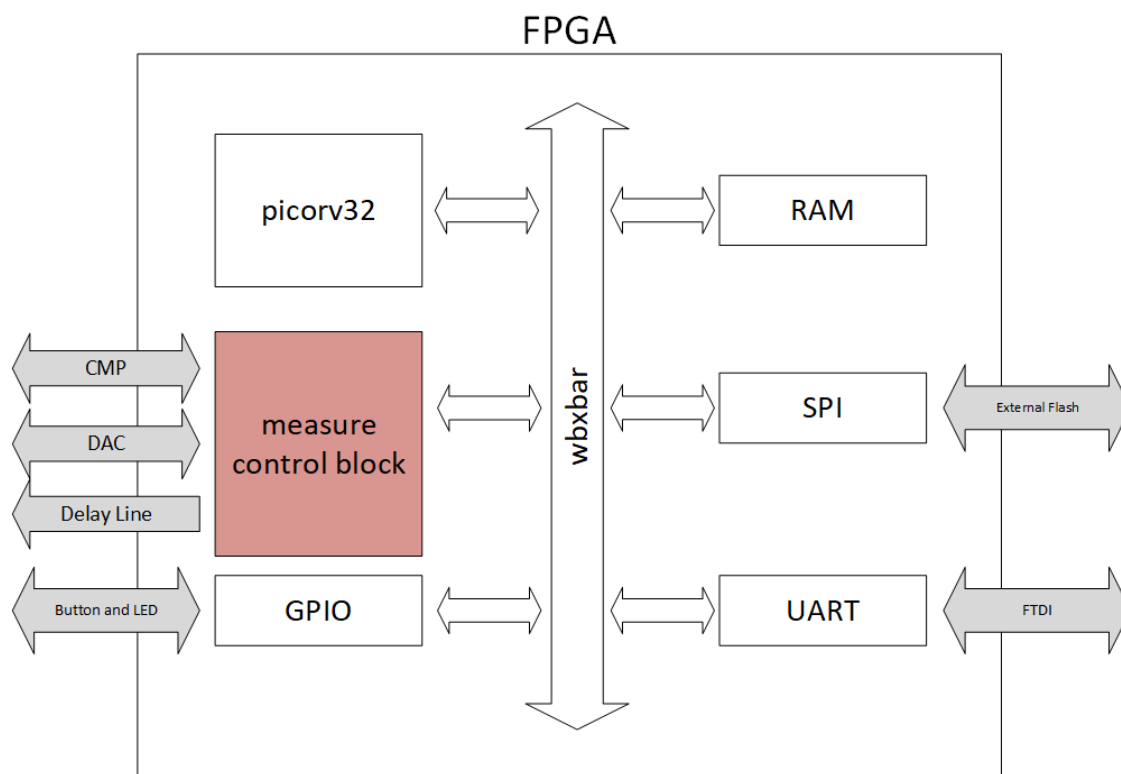 FPGA
picorv32
RAM
CMP
DAC
Delay Line
measure
control block
wbxbar
SPI
External Flash
Button and LED
GPIO
UART
FTDI